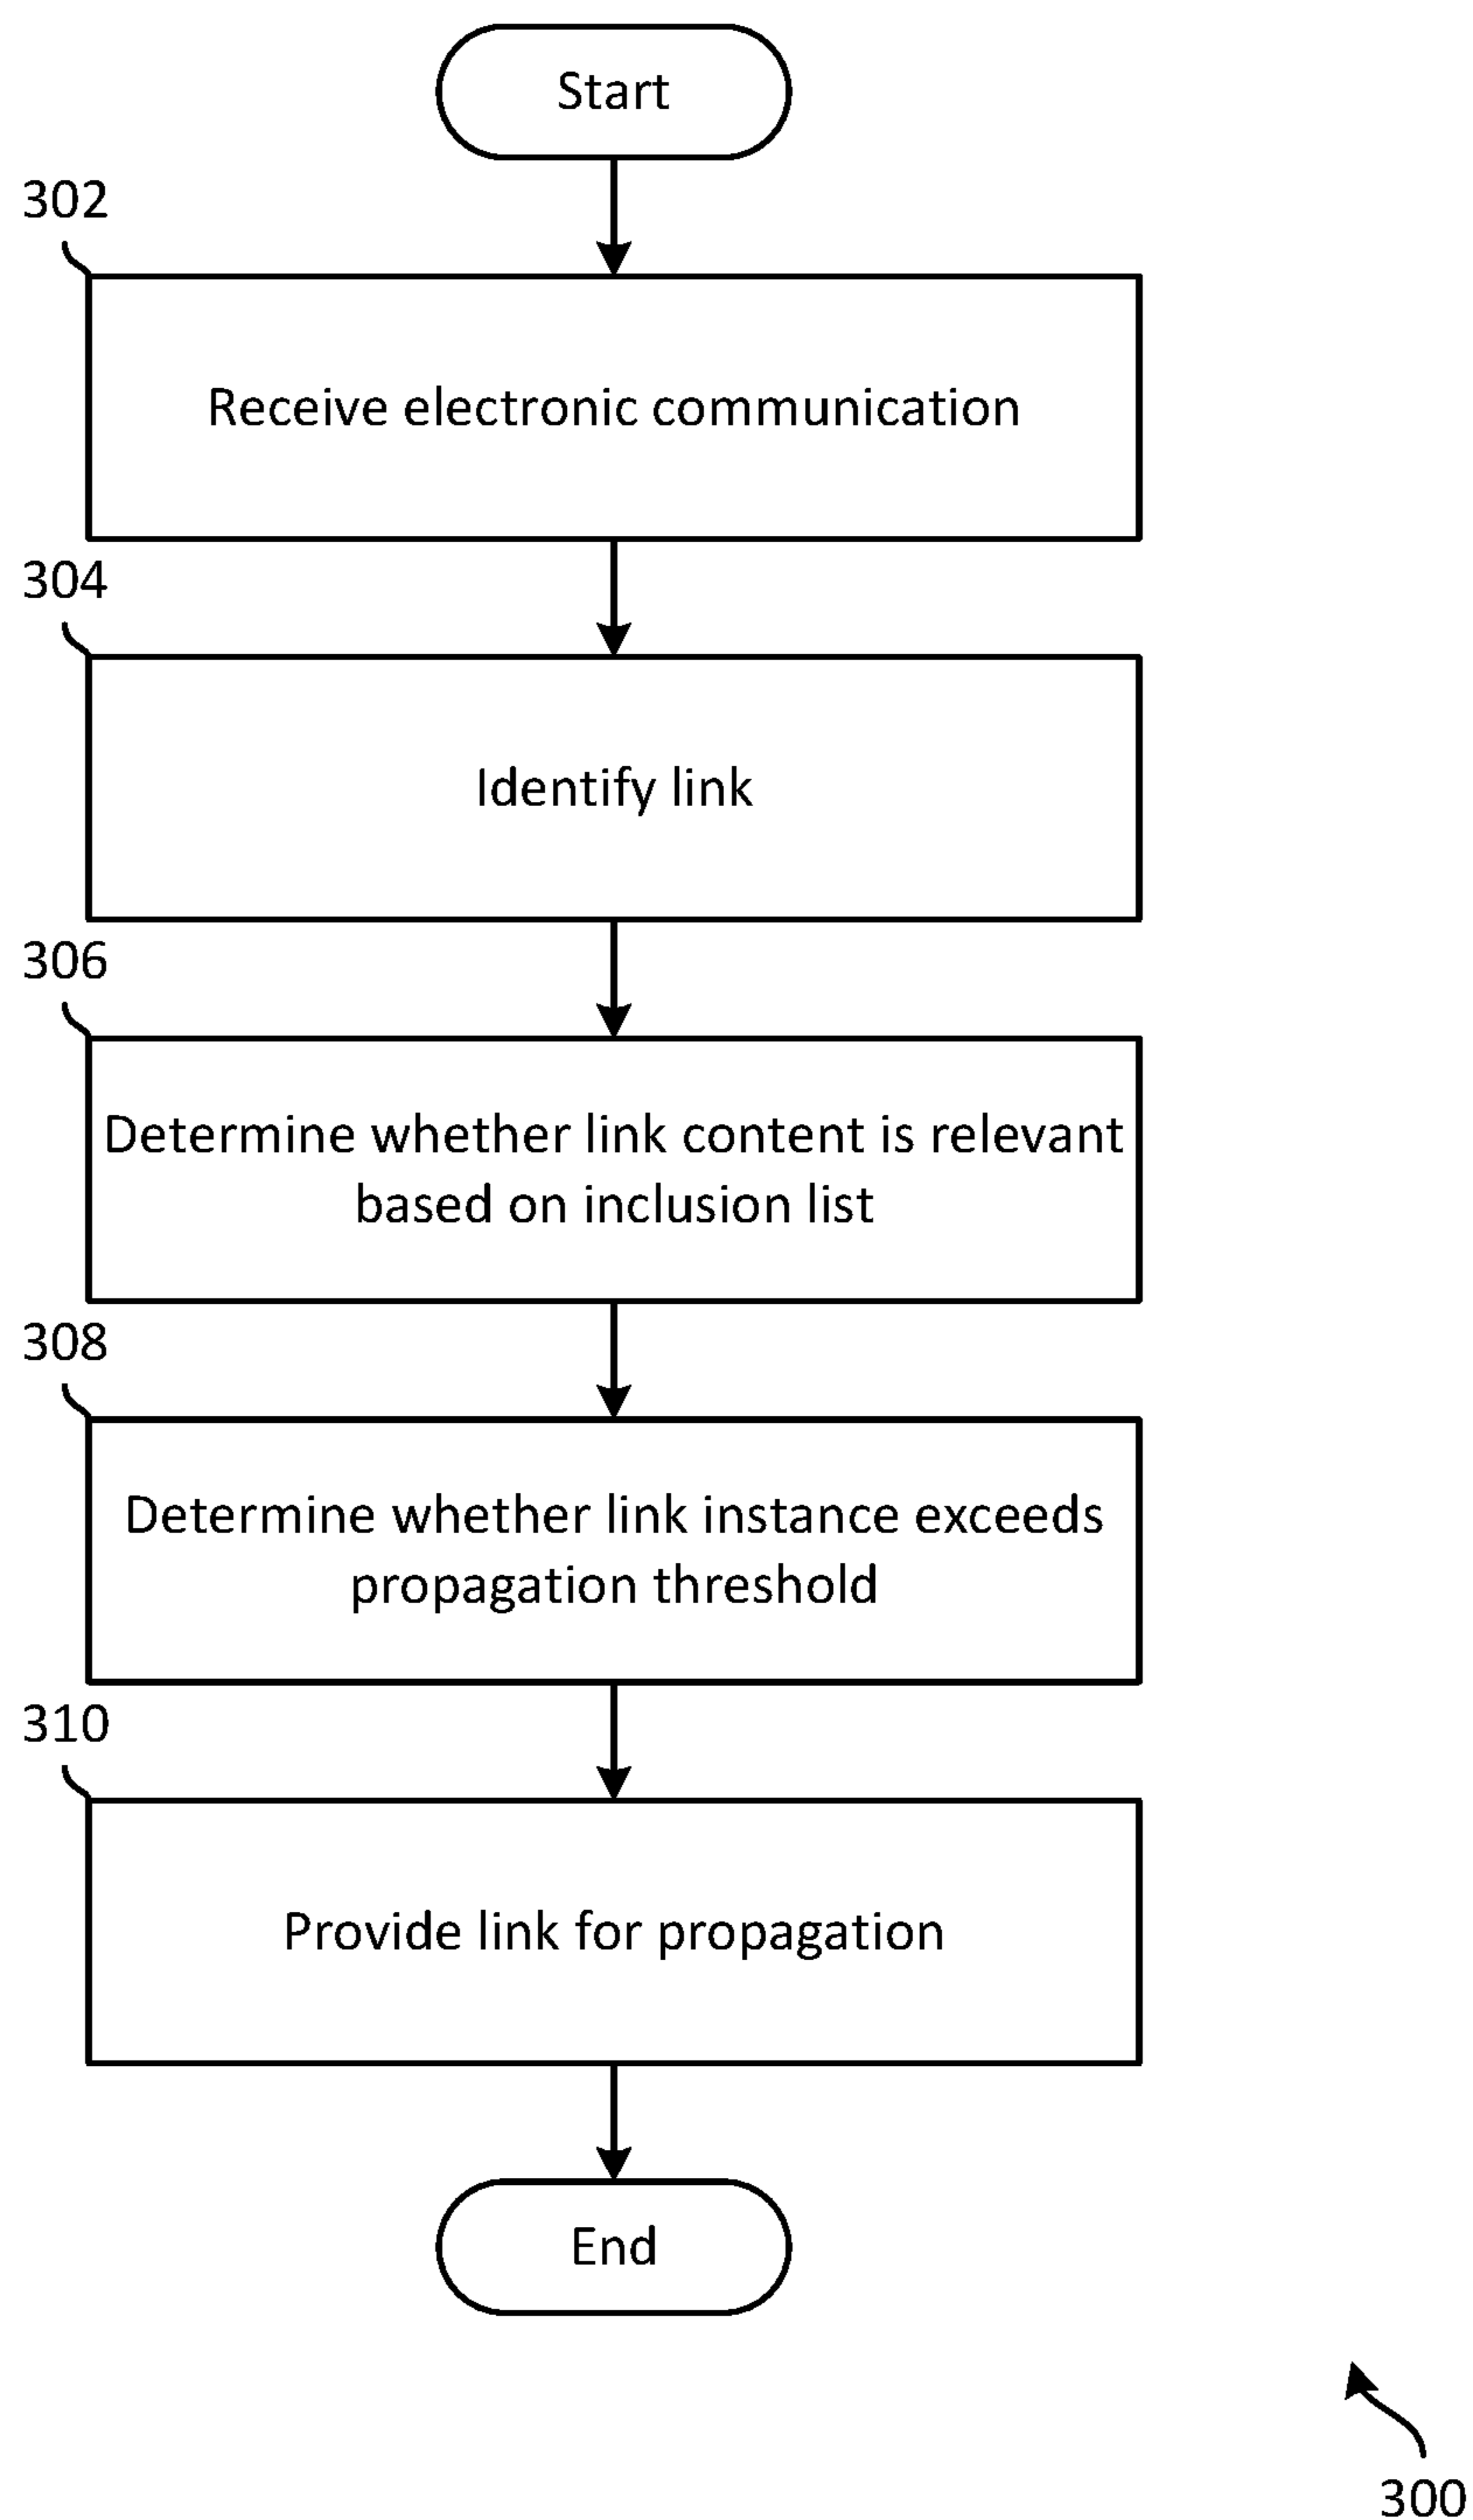 Start
302
Receive electronic communication
304
Identify link
306
Determine whether link content is relevant
based on inclusion list
308
Determine whether link instance exceeds
propagation threshold
310
Provide link for propagation
End
300